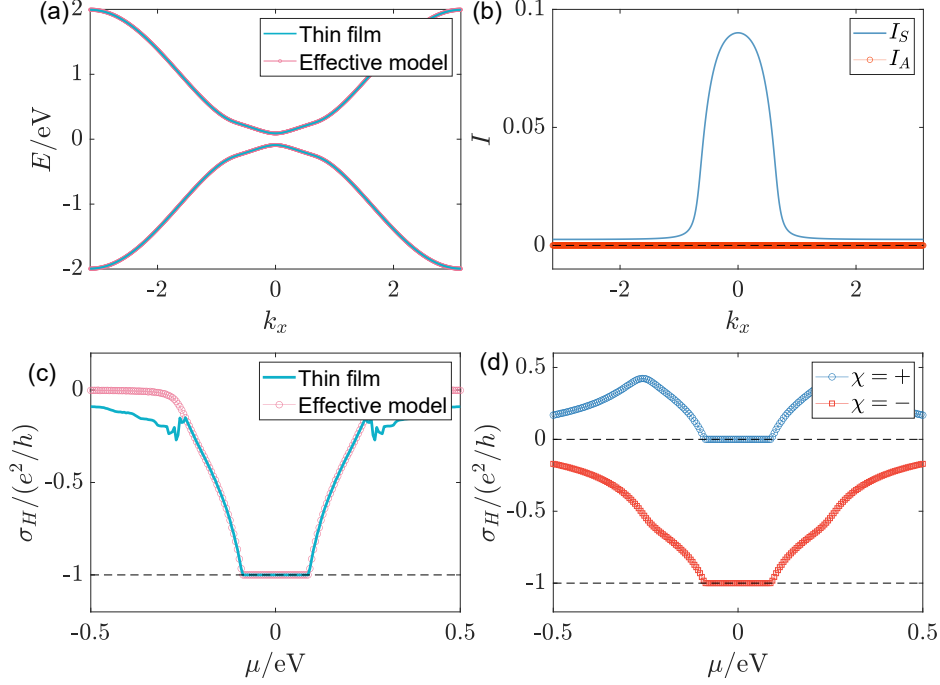 (a)
Thin film
Effective model
E/eV
2
1
0
-1
-2
-2
0
2
k_x
(b)
I_S
I_A
I
0.1
0.05
0
-2
0
2
k_x
(c)
Thin film
Effective model
σ_H/(e²/h)
0
-0.5
-1
-0.5
0
0.5
μ/eV
(d)
χ = +
χ = −
σ_H/(e²/h)
0.5
0
-0.5
-1
-0.5
0
0.5
μ/eV